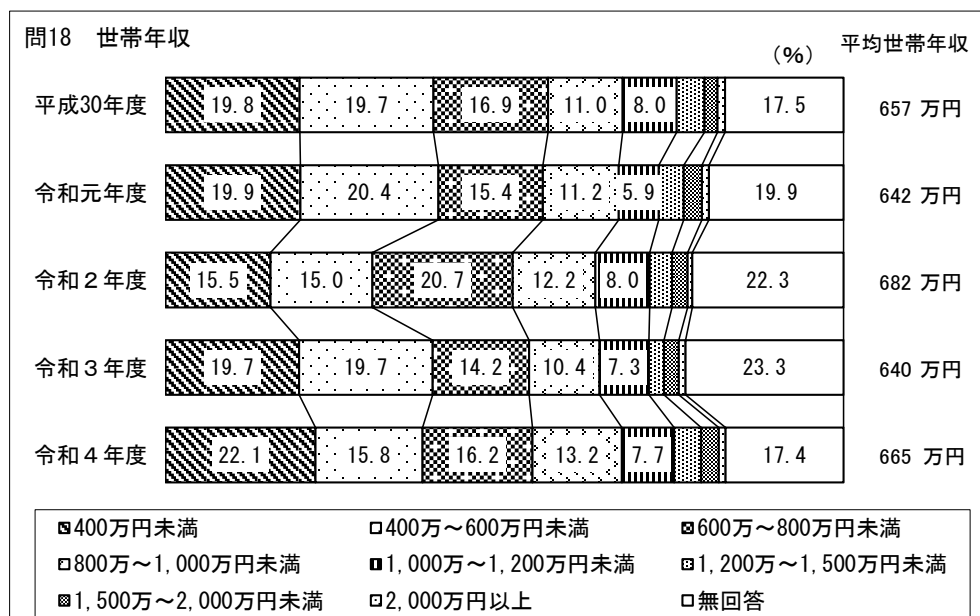 問18 世帯年収
（％）
平均世帯年収
平成30年度 19.8 19.7 16.9 11.0 8.0 17.5 657 万円
令和元年度 19.9 20.4 15.4 11.2 5.9 19.9 642 万円
令和２年度 15.5 15.0 20.7 12.2 8.0 22.3 682 万円
令和３年度 19.7 19.7 14.2 10.4 7.3 23.3 640 万円
令和４年度 22.1 15.8 16.2 13.2 7.7 17.4 665 万円
400万円未満 400万～600万円未満 600万～800万円未満
800万～1,000万円未満 1,000万～1,200万円未満 1,200万～1,500万円未満
1,500万～2,000万円未満 2,000万円以上 無回答